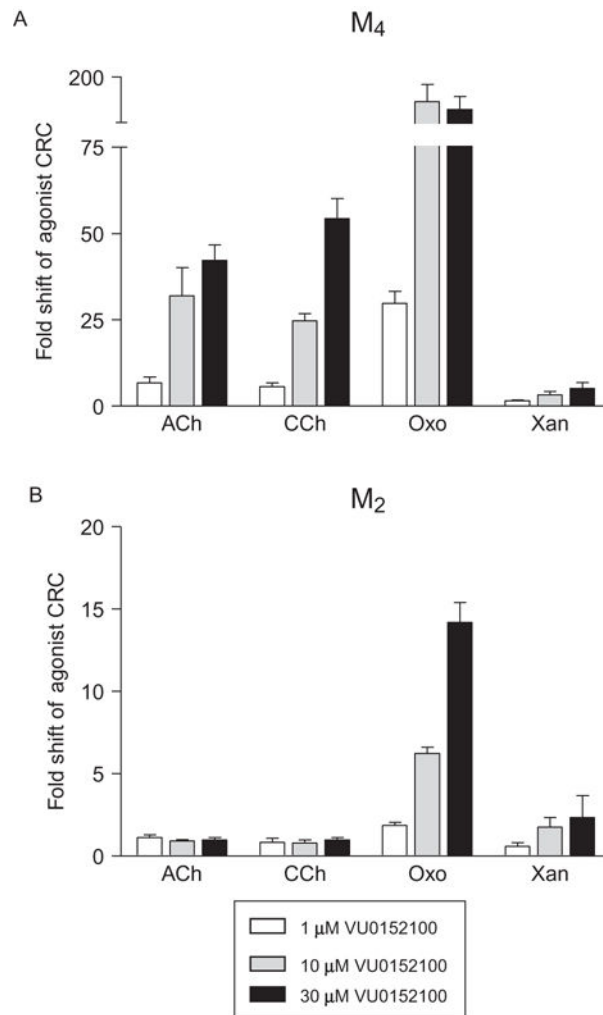 A
M4
Fold shift of agonist CRC
200
75
50
25
0
ACh CCh Oxo Xan
B
M2
Fold shift of agonist CRC
20
15
10
5
0
ACh CCh Oxo Xan
1 μM VU0152100
10 μM VU0152100
30 μM VU0152100